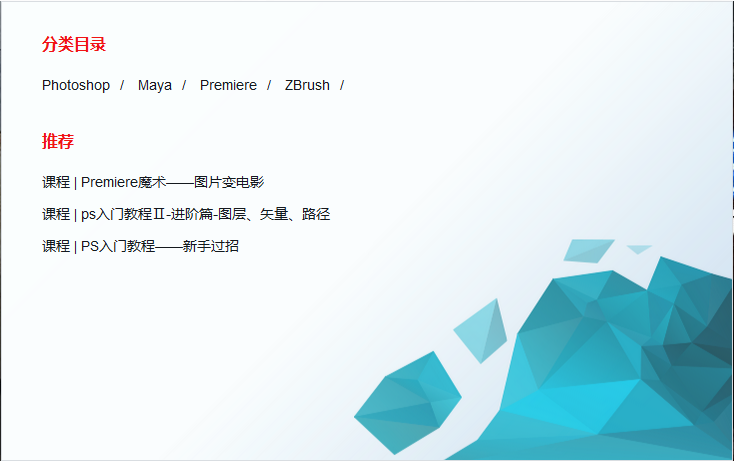 分类目录
Photoshop / Maya / Premiere / ZBrush /
推荐
课程 | Premiere魔术——图片变电影
课程 | ps入门教程Ⅱ-进阶篇-图层、矢量、路径
课程 | PS入门教程——新手过招